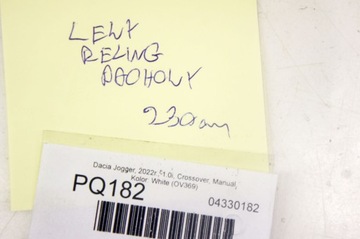 LEWY
RELING
DACHOWY
230cm
Dacia Jogger, 2022r., 1.0i, Crossover, Manual,
Kolor: White (OV369)
PQ182
04330182